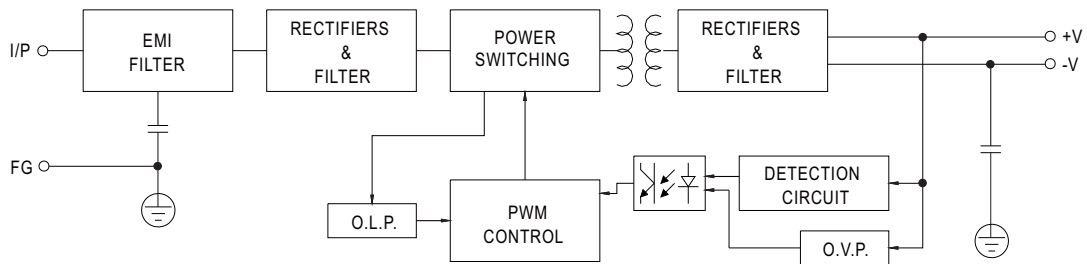 I/P
EMI
FILTER
RECTIFIERS
&
FILTER
POWER
SWITCHING
RECTIFIERS
&
FILTER
+V
-V
FG
O.L.P.
PWM
CONTROL
DETECTION
CIRCUIT
O.V.P.